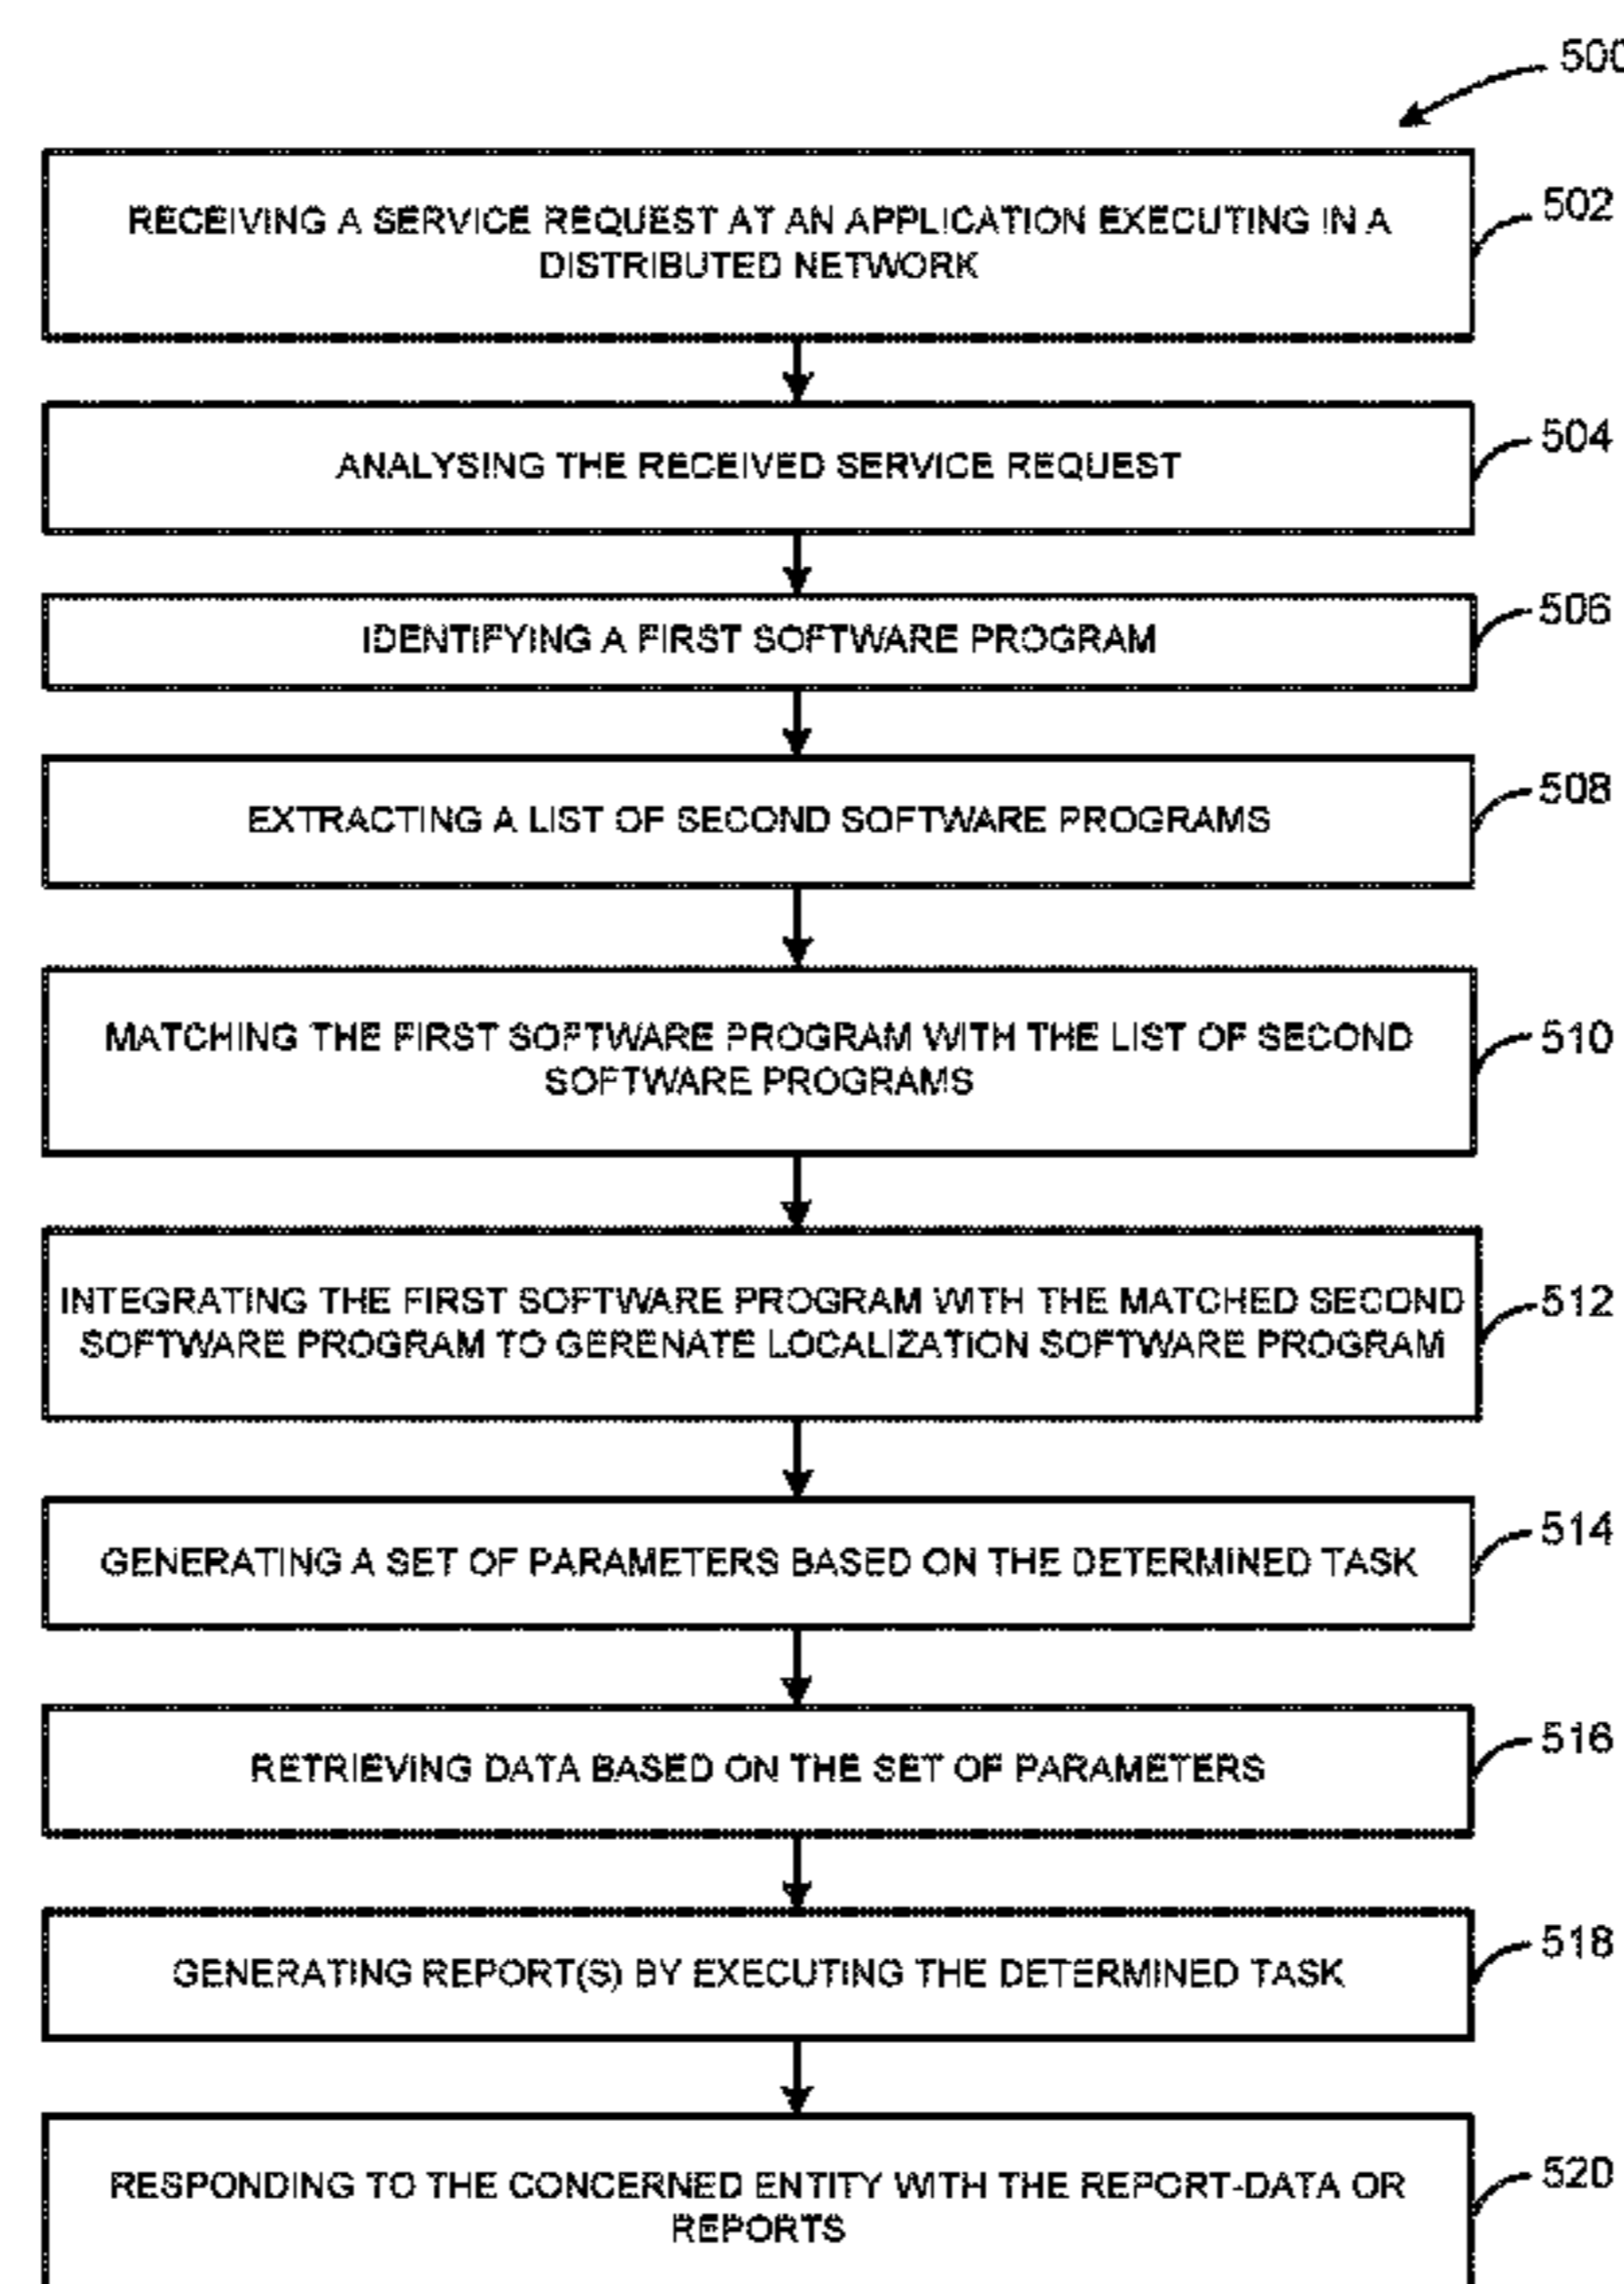 500
RECEIVING A SERVICE REQUEST AT AN APPLICATION EXECUTING IN A
DISTRIBUTED NETWORK
502
ANALYSING THE RECEIVED SERVICE REQUEST
504
IDENTIFYING A FIRST SOFTWARE PROGRAM
506
EXTRACTING A LIST OF SECOND SOFTWARE PROGRAMS
508
MATCHING THE FIRST SOFTWARE PROGRAM WITH THE LIST OF SECOND
SOFTWARE PROGRAMS
510
INTEGRATING THE FIRST SOFTWARE PROGRAM WITH THE MATCHED SECOND
SOFTWARE PROGRAM TO GERENATE LOCALIZATION SOFTWARE PROGRAM
512
GENERATING A SET OF PARAMETERS BASED ON THE DETERMINED TASK
514
RETRIEVING DATA BASED ON THE SET OF PARAMETERS
516
GENERATING REPORT(S) BY EXECUTING THE DETERMINED TASK
518
RESPONDING TO THE CONCERNED ENTITY WITH THE REPORT-DATA OR
REPORTS
520